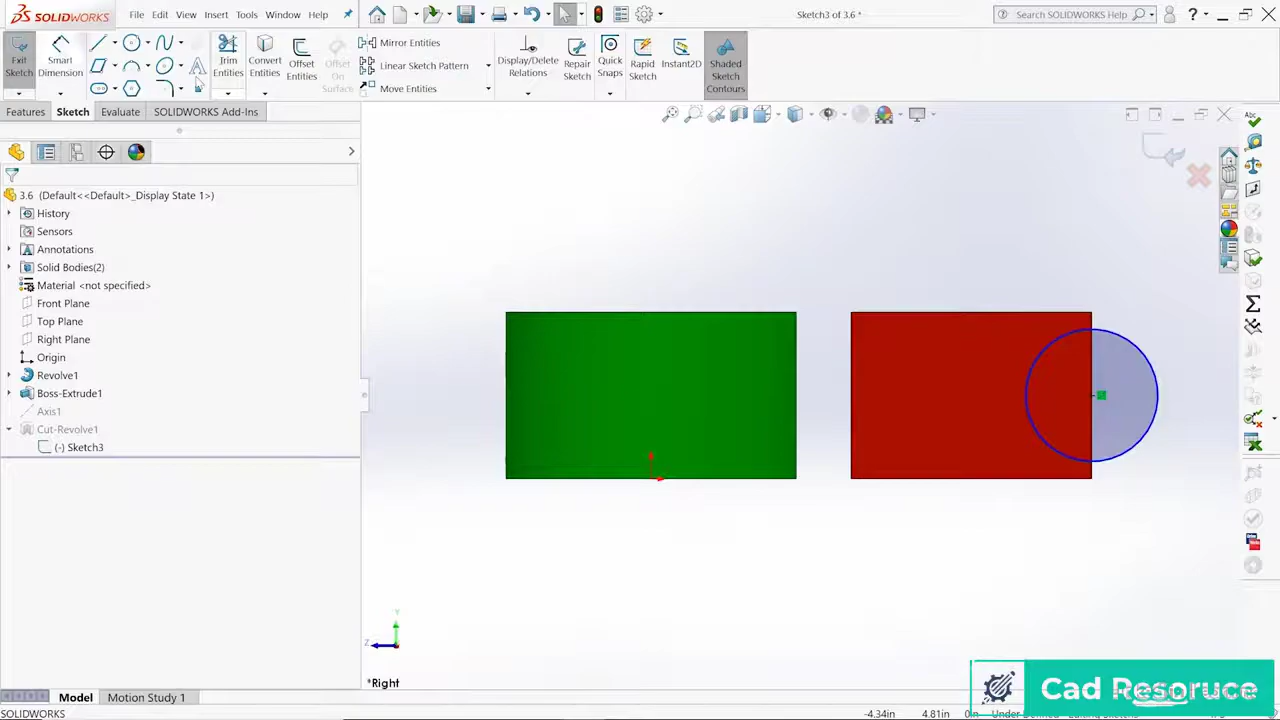 SOLIDWORKS File Edit View Insert Tools Window Help Sketch3 of 3.6 * Search SOLIDWORKS Help
Exit Sketch
Smart Dimension
Trim Entities
Convert Entities
Offset Entities
Offset On Surface
Mirror Entities
Linear Sketch Pattern
Move Entities
Display/Delete Relations
Repair Sketch
Quick Snaps
Rapid Sketch
Instant2D
Shaded Sketch Contours
Features Sketch Evaluate SOLIDWORKS Add-Ins
3.6 (Default<<Default>_Display State 1>)
History
Sensors
Annotations
Solid Bodies(2)
Material <not specified>
Front Plane
Top Plane
Right Plane
Origin
Revolve1
Boss-Extrude1
Axis1
Cut-Revolve1
(-) Sketch3
Y
Z
*Right
Cad Resoruce
Model Motion Study 1
SOLIDWORKS -4.34in 4.81in